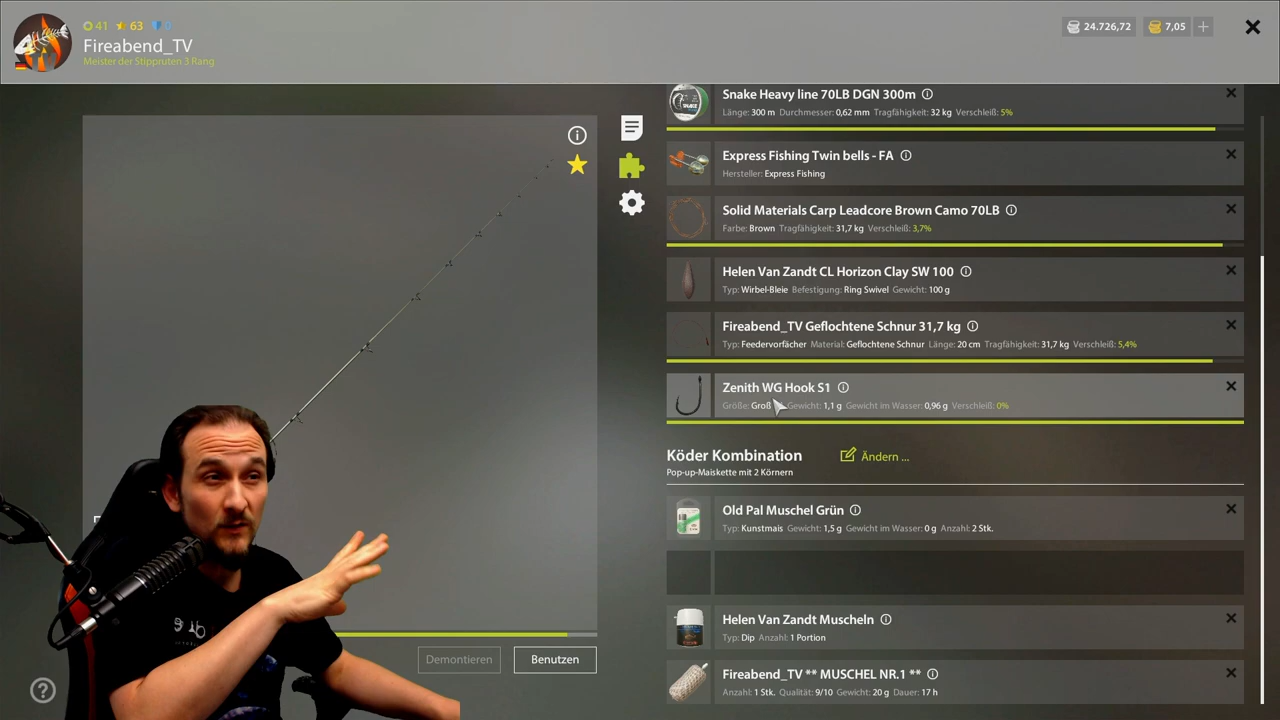 41 63 0
Fireabend_TV
Meister der Stippruten 3 Rang
24.726,72 7,05
Snake Heavy line 70LB DGN 300m
Länge: 300 m Durchmesser: 0,62 mm Tragfähigkeit: 32 kg Verschleiß: 5%
Express Fishing Twin bells - FA
Hersteller: Express Fishing
Solid Materials Carp Leadcore Brown Camo 70LB
Farbe: Brown Tragfähigkeit: 31,7 kg Verschleiß: 3,7%
Helen Van Zandt CL Horizon Clay SW 100
Typ: Wirbel-Bleie Befestigung: Ring Swivel Gewicht: 100 g
Fireabend_TV Geflochtene Schnur 31,7 kg
Typ: Feedervorfächer Material: Geflochtene Schnur Länge: 20 cm Tragfähigkeit: 31,7 kg Verschleiß: 5,4%
Zenith WG Hook S1
Größe: Groß Gewicht: 1,1 g Gewicht im Wasser: 0,96 g Verschleiß: 0%
Köder Kombination Ändern ...
Pop-up-Maiskette mit 2 Körnern
Old Pal Muschel Grün
Typ: Kunstmais Gewicht: 1,5 g Gewicht im Wasser: 0 g Anzahl: 2 Stk.
Helen Van Zandt Muscheln
Typ: Dip Anzahl: 1 Portion
Fireabend_TV ** MUSCHEL NR.1 **
Anzahl: 1 Stk. Qualität: 9/10 Gewicht: 20 g Dauer: 17 h
Demontieren Benutzen